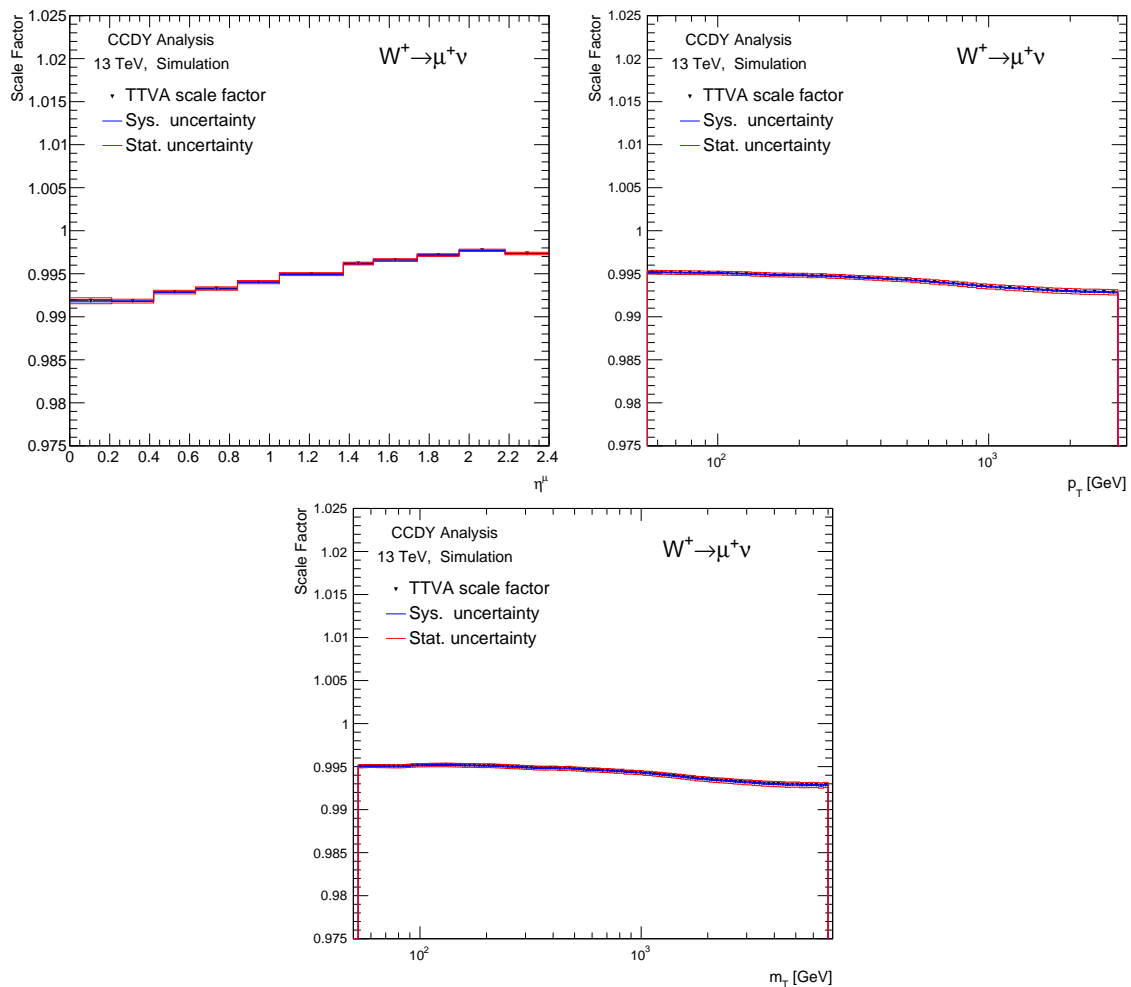 Scale Factor
1.025
1.02
1.015
1.01
1.005
1
0.995
0.99
0.985
0.98
0.975
CCDY Analysis
13 TeV, Simulation
W⁺→μ⁺ν
TTVA scale factor
Sys. uncertainty
Stat. uncertainty
0 0.2 0.4 0.6 0.8 1 1.2 1.4 1.6 1.8 2 2.2 2.4
η^μ
Scale Factor
1.025
1.02
1.015
1.01
1.005
1
0.995
0.99
0.985
0.98
0.975
CCDY Analysis
13 TeV, Simulation
W⁺→μ⁺ν
TTVA scale factor
Sys. uncertainty
Stat. uncertainty
10² 10³
p_T [GeV]
Scale Factor
1.025
1.02
1.015
1.01
1.005
1
0.995
0.99
0.985
0.98
0.975
CCDY Analysis
13 TeV, Simulation
W⁺→μ⁺ν
TTVA scale factor
Sys. uncertainty
Stat. uncertainty
10² 10³
m_T [GeV]